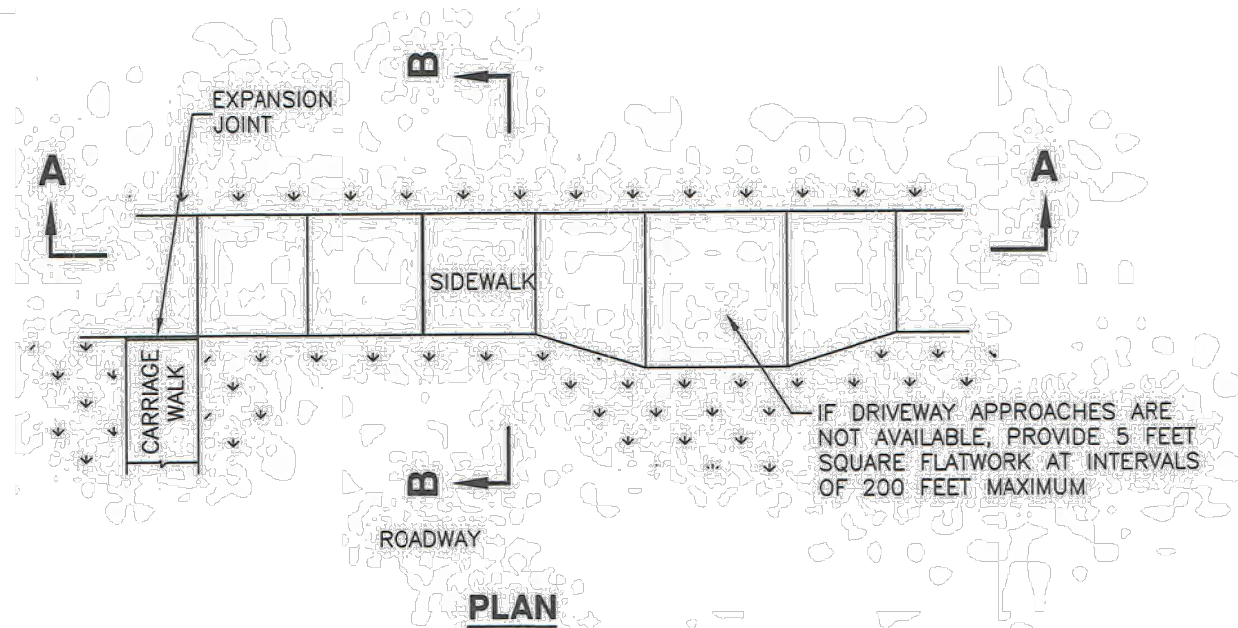 B
EXPANSION
JOINT
A
A
SIDEWALK
CARRIAGE
WALK
IF DRIVEWAY APPROACHES ARE
NOT AVAILABLE, PROVIDE 5 FEET
SQUARE FLATWORK AT INTERVALS
OF 200 FEET MAXIMUM
B
ROADWAY
PLAN